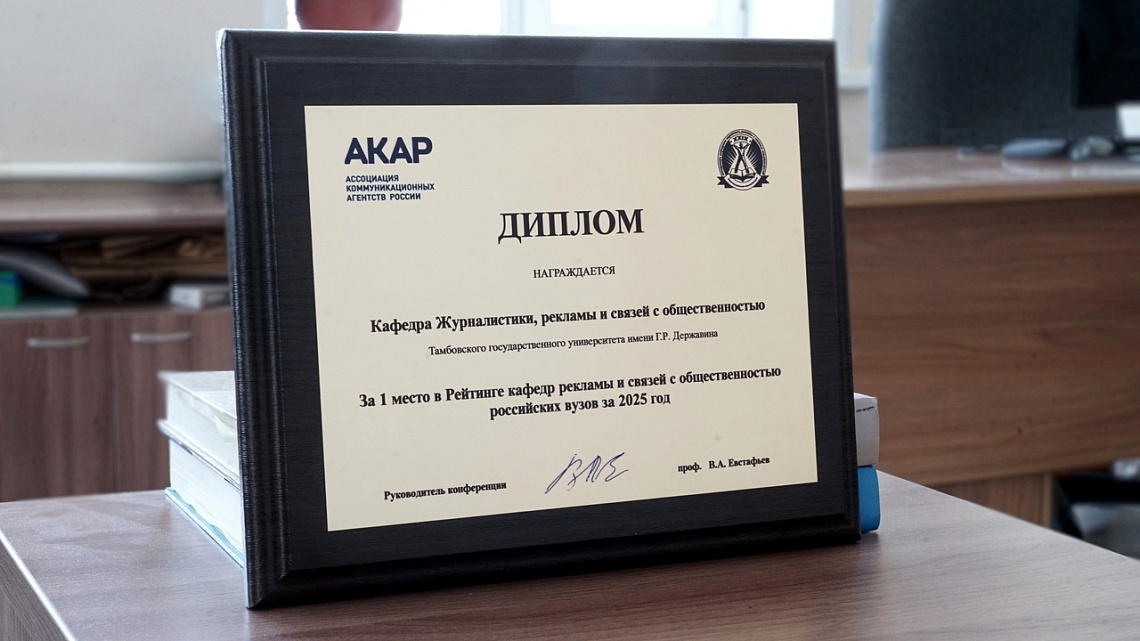 АКАР
АССОЦИАЦИЯ
КОММУНИКАЦИОННЫХ
АГЕНТСТВ РОССИИ
XXIX
ДИПЛОМ
НАГРАЖДАЕТСЯ
Кафедра Журналистики, рекламы и связей с общественностью
Тамбовского государственного университета имени Г.Р. Державина
За 1 место в Рейтинге кафедр рекламы и связей с общественностью
российских вузов за 2025 год
Руководитель конференции
проф. В.А. Евстафьев